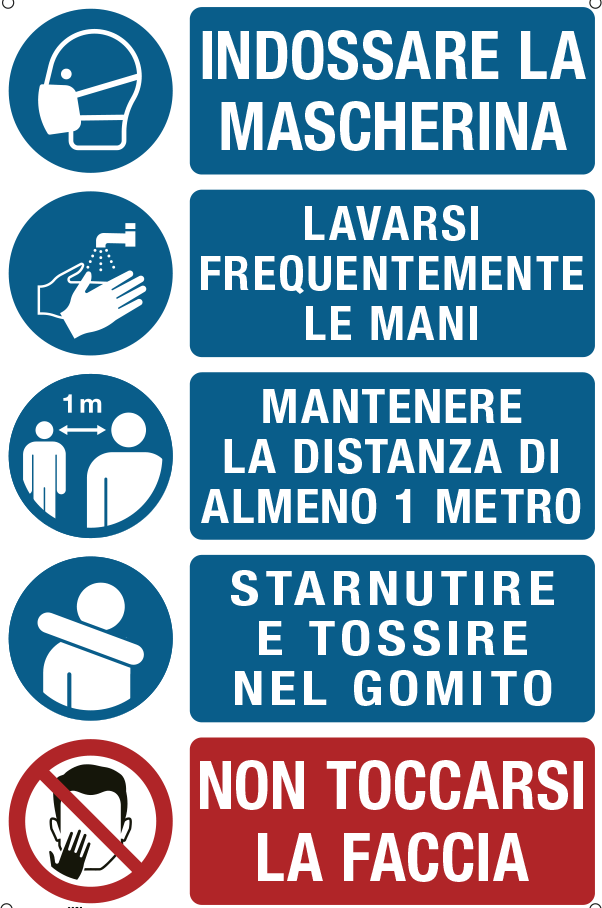 INDOSSARE LA
MASCHERINA
LAVARSI
FREQUENTEMENTE
LE MANI
1 m
MANTENERE
LA DISTANZA DI
ALMENO 1 METRO
STARNUTIRE
E TOSSIRE
NEL GOMITO
NON TOCCARSI
LA FACCIA